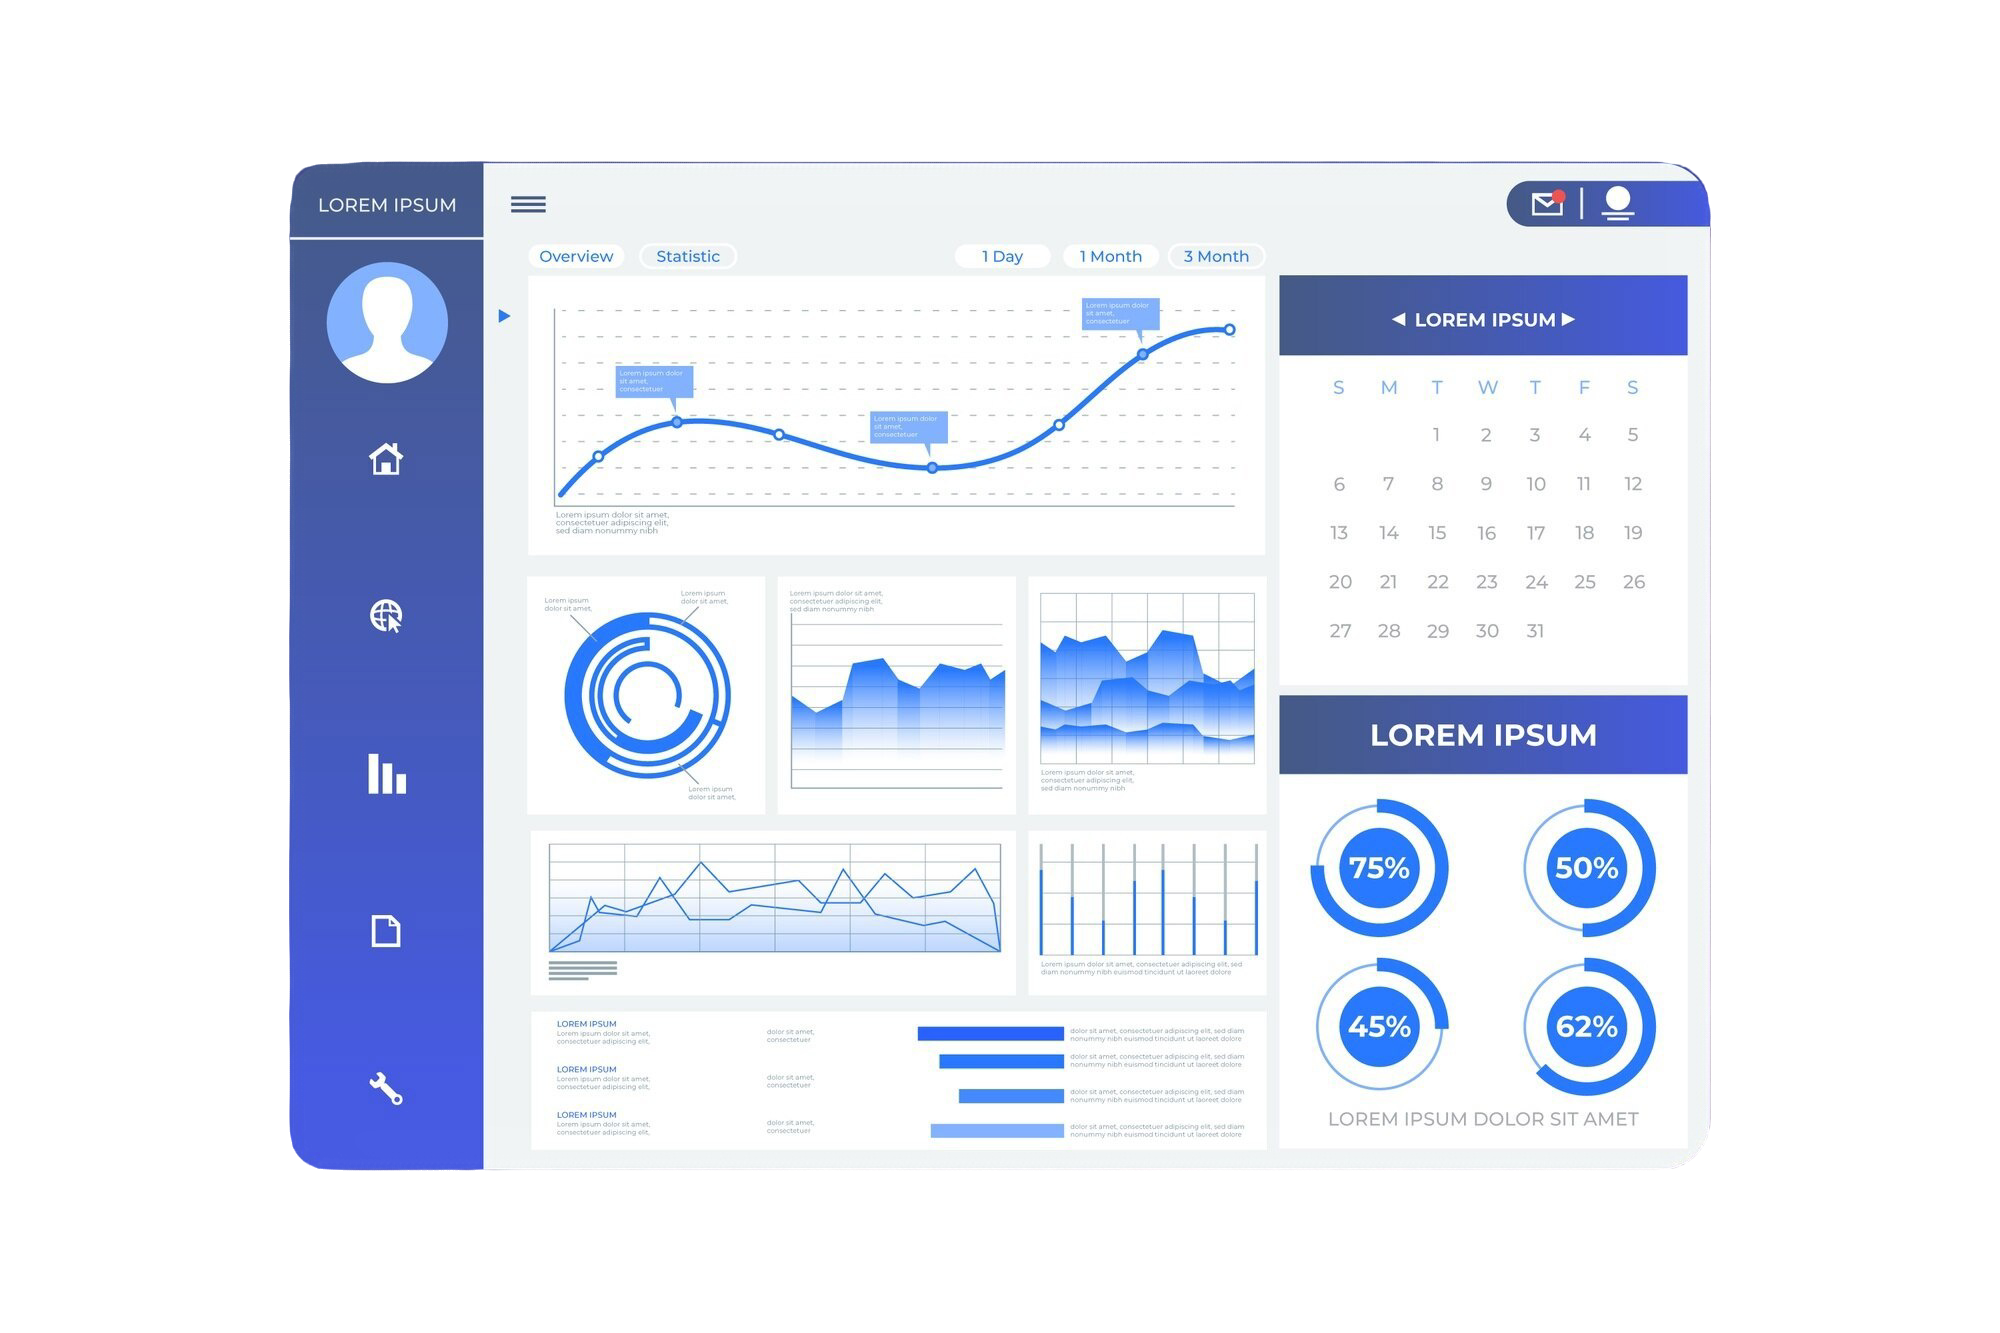 LOREM IPSUM
Overview
Statistic
1 Day
1 Month
3 Month
Lorem ipsum dolor
sit amet,
consectetuer
Lorem ipsum dolor
sit amet,
consectetuer
Lorem ipsum dolor
sit amet,
consectetuer
Lorem ipsum dolor sit amet,
consectetuer adipiscing elit,
sed diam nonummy nibh
LOREM IPSUM
S M T W T F S
1 2 3 4 5
6 7 8 9 10 11 12
13 14 15 16 17 18 19
20 21 22 23 24 25 26
27 28 29 30 31
Lorem ipsum
dolor sit amet,
Lorem ipsum
dolor sit amet,
Lorem ipsum
dolor sit amet,
Lorem ipsum dolor sit amet,
consectetuer adipiscing elit,
sed diam nonummy nibh
Lorem ipsum dolor sit amet,
consectetuer adipiscing elit,
sed diam nonummy nibh
Lorem ipsum dolor sit amet, consectetuer adipiscing elit, sed
diam nonummy nibh euismod tincidunt ut laoreet dolore
LOREM IPSUM
Lorem ipsum dolor sit amet,
consectetuer adipiscing elit,
dolor sit amet,
consectetuer
LOREM IPSUM
Lorem ipsum dolor sit amet,
consectetuer adipiscing elit,
dolor sit amet,
consectetuer
LOREM IPSUM
Lorem ipsum dolor sit amet,
consectetuer adipiscing elit,
dolor sit amet,
consectetuer
dolor sit amet, consectetuer adipiscing elit, sed diam
nonummy nibh euismod tincidunt ut laoreet dolore
dolor sit amet, consectetuer adipiscing elit, sed diam
nonummy nibh euismod tincidunt ut laoreet dolore
dolor sit amet, consectetuer adipiscing elit, sed diam
nonummy nibh euismod tincidunt ut laoreet dolore
dolor sit amet, consectetuer adipiscing elit, sed diam
nonummy nibh euismod tincidunt ut laoreet dolore
LOREM IPSUM
75%
50%
45%
62%
LOREM IPSUM DOLOR SIT AMET